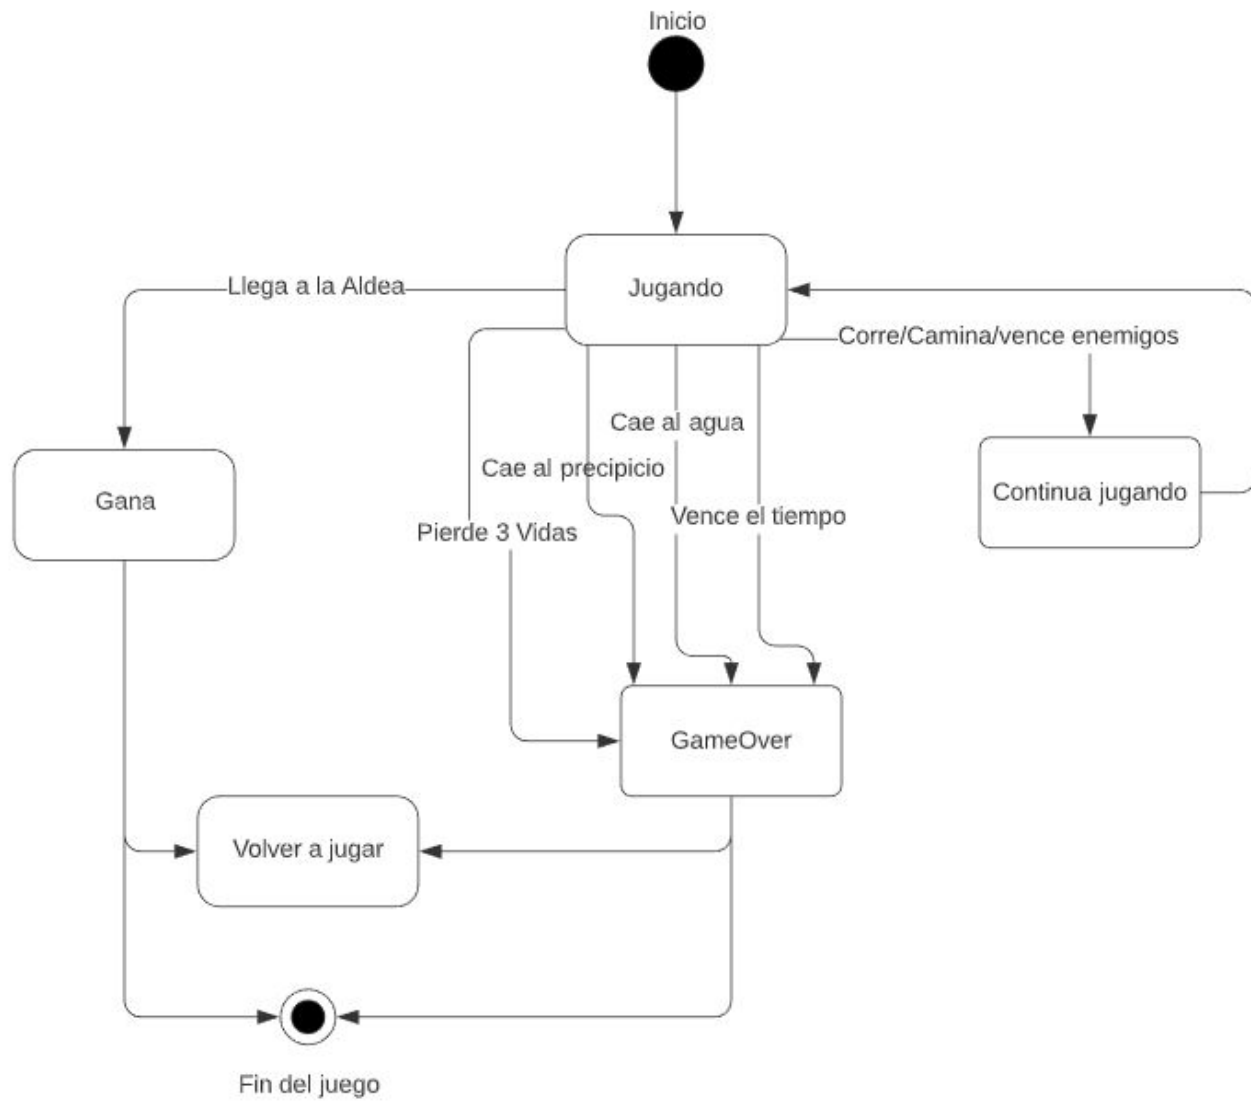 Inicio
Jugando
Llega a la Aldea
Corre/Camina/vence enemigos
Cae al agua
Cae al precipicio
Gana
Continua jugando
Vence el tiempo
Pierde 3 Vidas
GameOver
Volver a jugar
Fin del juego